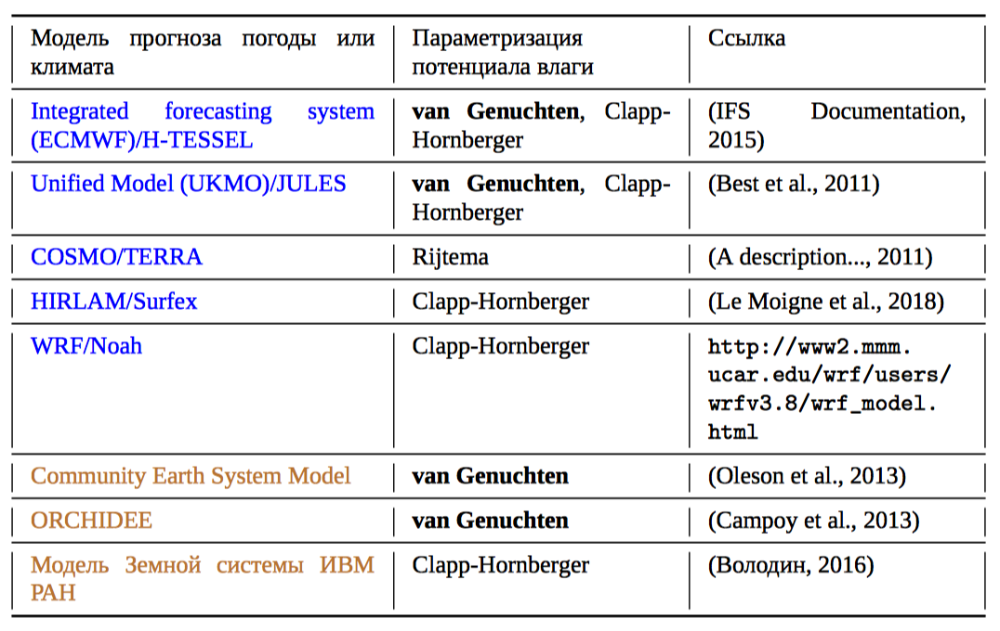 Модель прогноза погоды или
климата
Параметризация
потенциала влаги
Ссылка
Integrated forecasting system
(ECMWF)/H-TESSEL
van Genuchten, Clapp-
Hornberger
(IFS Documentation,
2015)
Unified Model (UKMO)/JULES
van Genuchten, Clapp-
Hornberger
(Best et al., 2011)
COSMO/TERRA
Rijtema
(A description..., 2011)
HIRLAM/Surfex
Clapp-Hornberger
(Le Moigne et al., 2018)
WRF/Noah
Clapp-Hornberger
http://www2.mmm.
ucar.edu/wrf/users/
wrfv3.8/wrf_model.
html
Community Earth System Model
van Genuchten
(Oleson et al., 2013)
ORCHIDEE
van Genuchten
(Campoy et al., 2013)
Модель Земной системы ИВМ
РАН
Clapp-Hornberger
(Володин, 2016)